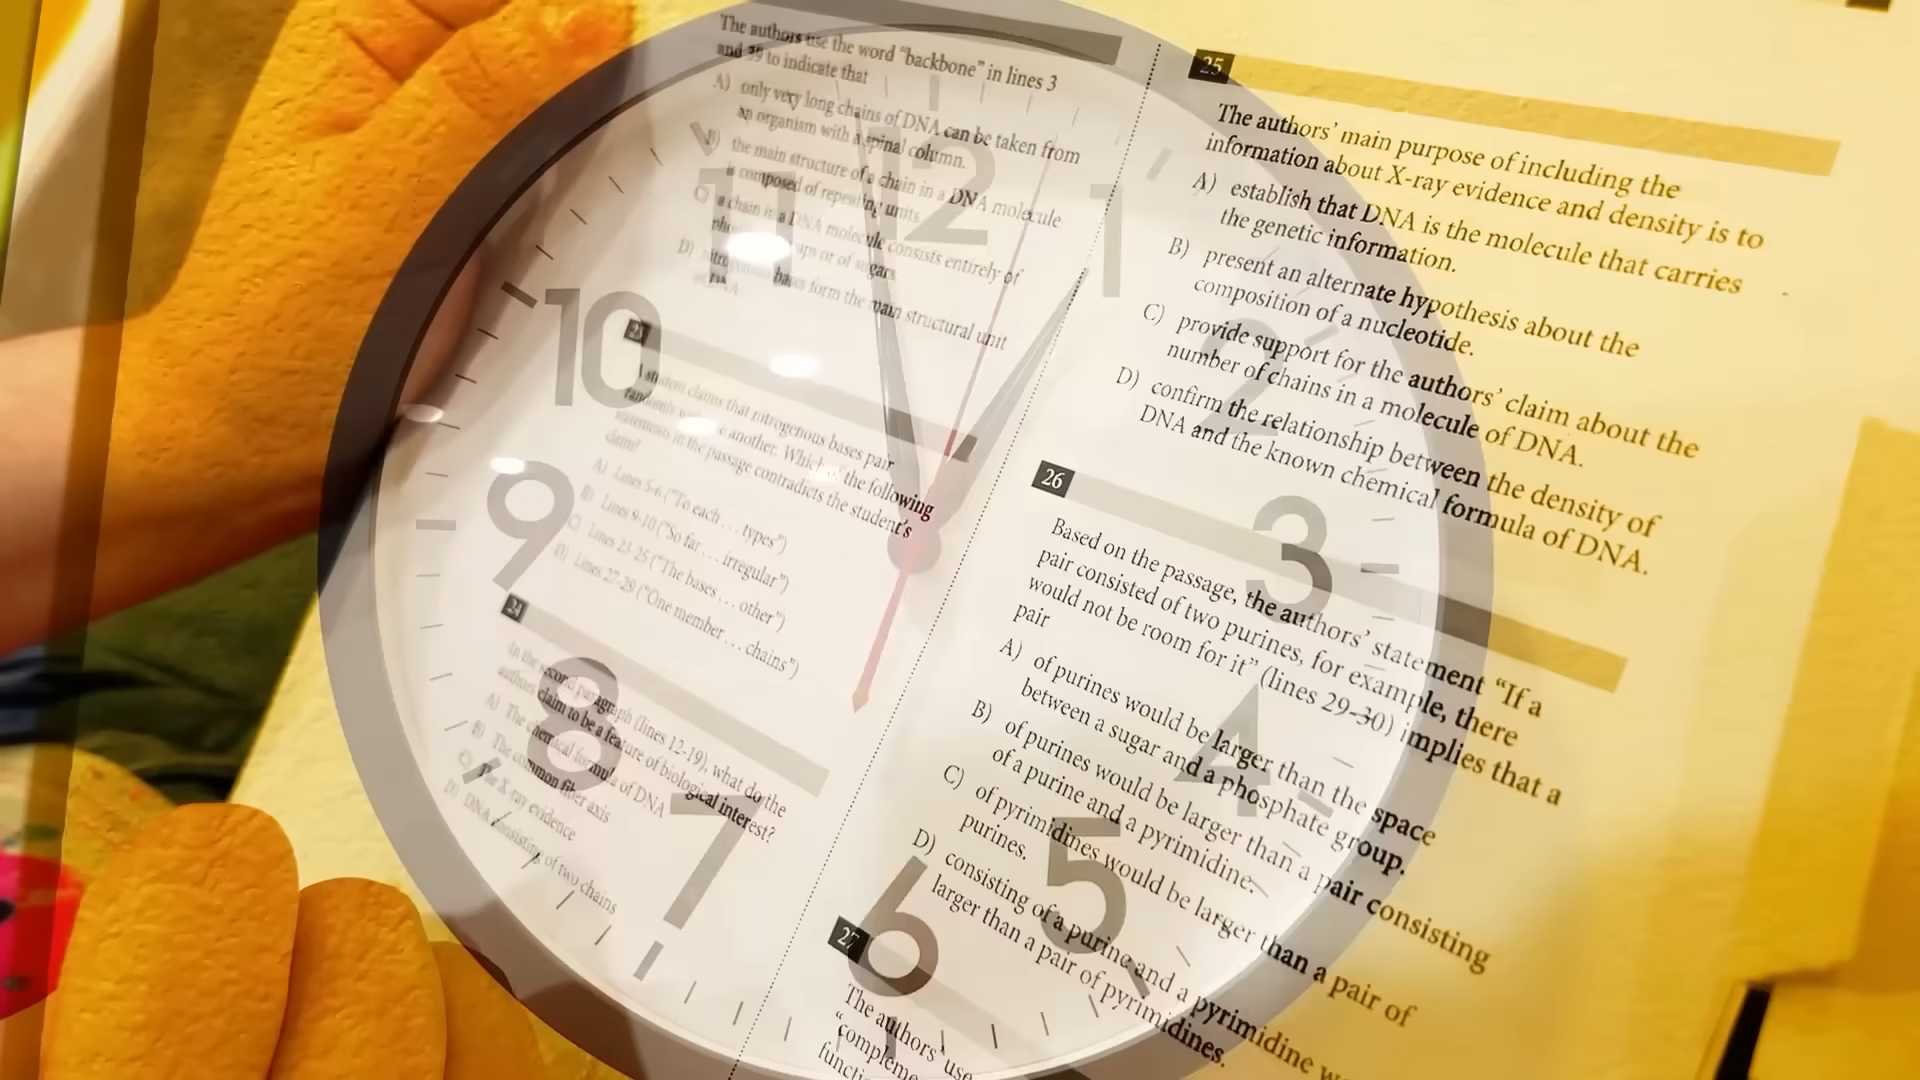 The authors use the word “backbone” in lines 3
and 39 to indicate that
A) only very long chains of DNA can be taken from
an organism with a spinal column.
B) the main structure of a chain in a DNA molecule
is composed of repeating units.
C) a chain in a DNA molecule consists entirely of
or of sugars.
D) bases form the main structural unit
of DNA.
23
A student claims that nitrogenous bases pair
randomly with one another. Which of the following
statements in the passage contradicts the student’s
claim?
A) Lines 5-6 (“To each . . . types”)
B) Lines 9-10 (“So far . . . irregular”)
C) Lines 23-25 (“The bases . . . other”)
D) Lines 27-29 (“One member . . . chains”)
24
In the second paragraph (lines 12-19), what do the
authors claim to be a feature of biological interest?
A) The chemical formula of DNA
B) The common fiber axis
C) The X-ray evidence
D) DNA consisting of two chains
25
The authors’ main purpose of including the
information about X-ray evidence and density is to
A) establish that DNA is the molecule that carries
the genetic information.
B) present an alternate hypothesis about the
composition of a nucleotide.
C) provide support for the authors’ claim about the
number of chains in a molecule of DNA.
D) confirm the relationship between the density of
DNA and the known chemical formula of DNA.
26
Based on the passage, the authors’ statement “If a
pair consisted of two purines, for example, there
would not be room for it” (lines 29-30) implies that a
pair
A) of purines would be larger than the space
between a sugar and a phosphate group.
B) of purines would be larger than a pair consisting
of a purine and a pyrimidine.
C) of pyrimidines would be larger than a pair of
purines.
D) consisting of a purine and a pyrimidine
larger than a pair of pyrimidines.
27
The authors’ use
“compleme
functi
12
1
2
3
4
5
6
7
8
9
10
11